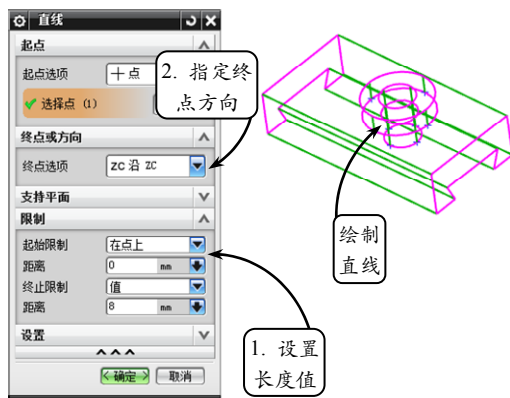 直线
起点
起点选项
十 点
选择点 (1)
2. 指定终
点方向
终点或方向
终点选项
ZC 沿 ZC
支持平面
限制
起始限制
在点上
距离
0
mm
终止限制
值
距离
8
mm
设置
<确定>
取消
绘制
直线
1. 设置
长度值